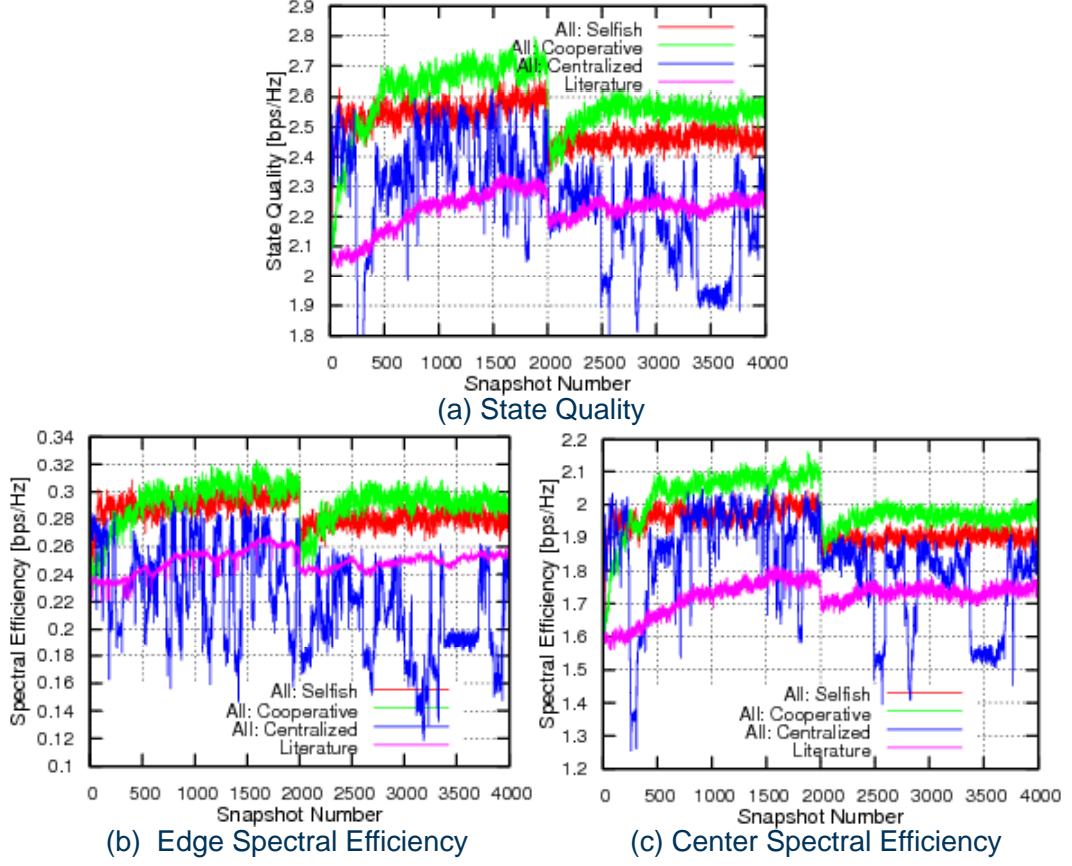 2.9
2.8
2.7
2.6
2.5
2.4
2.3
2.2
2.1
2
1.9
1.8
State Quality [bps/Hz]
All: Selfish
All: Cooperative
All: Centralized
Literature
0 500 1000 1500 2000 2500 3000 3500 4000
Snapshot Number
(a) State Quality
0.34
0.32
0.3
0.28
0.26
0.24
0.22
0.2
0.18
0.16
0.14
0.12
0.1
Spectral Efficiency [bps/Hz]
All: Selfish
All: Cooperative
All: Centralized
Literature
0 500 1000 1500 2000 2500 3000 3500 4000
Snapshot Number
(b) Edge Spectral Efficiency
2.2
2.1
2
1.9
1.8
1.7
1.6
1.5
1.4
1.3
1.2
Spectral Efficiency [bps/Hz]
All: Selfish
All: Cooperative
All: Centralized
Literature
0 500 1000 1500 2000 2500 3000 3500 4000
Snapshot Number
(c) Center Spectral Efficiency